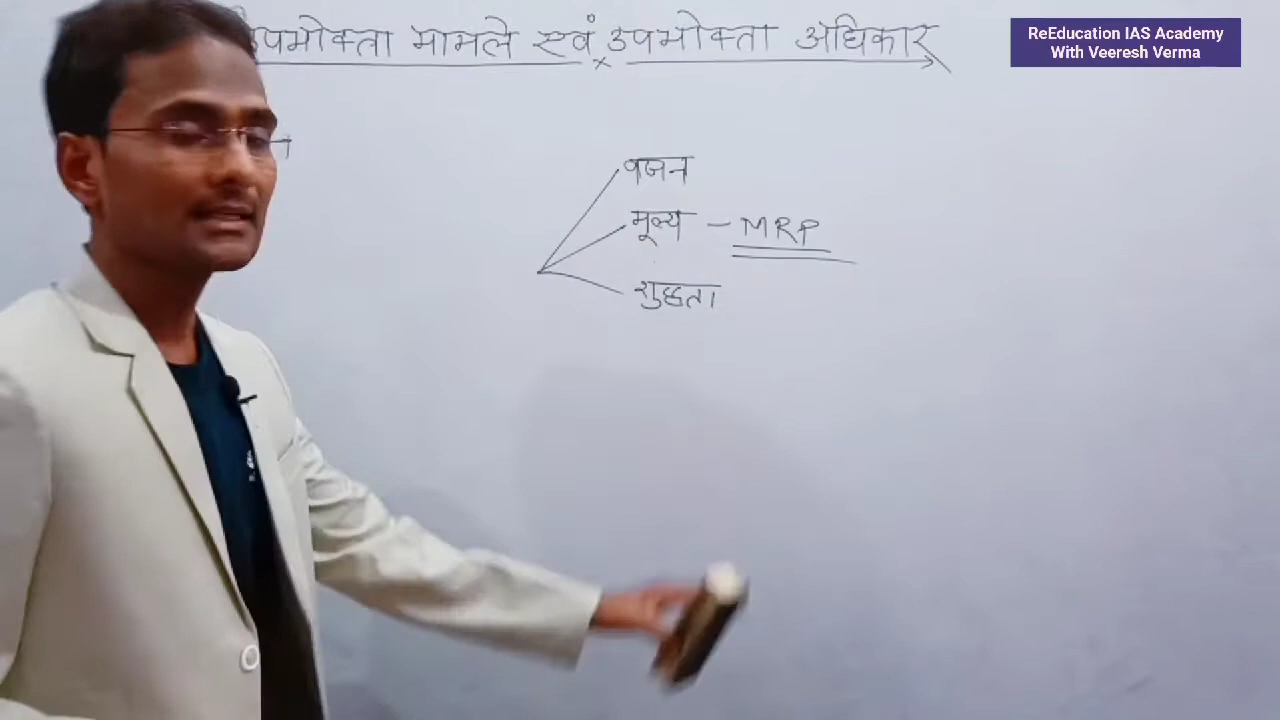 उपभोक्ता मामले एवं उपभोक्ता अधिकार
ReEducation IAS Academy
With Veeresh Verma
वजन
मूल्य - MRP
शुद्धता